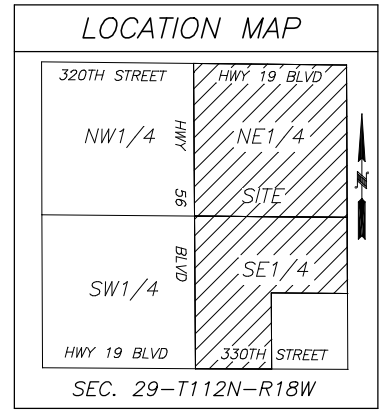 LOCATION MAP
320TH STREET HWY 19 BLVD
NW1/4 HWY NE1/4
56 SITE
SW1/4 BLVD SE1/4
HWY 19 BLVD 330TH STREET
N
SEC. 29-T112N-R18W